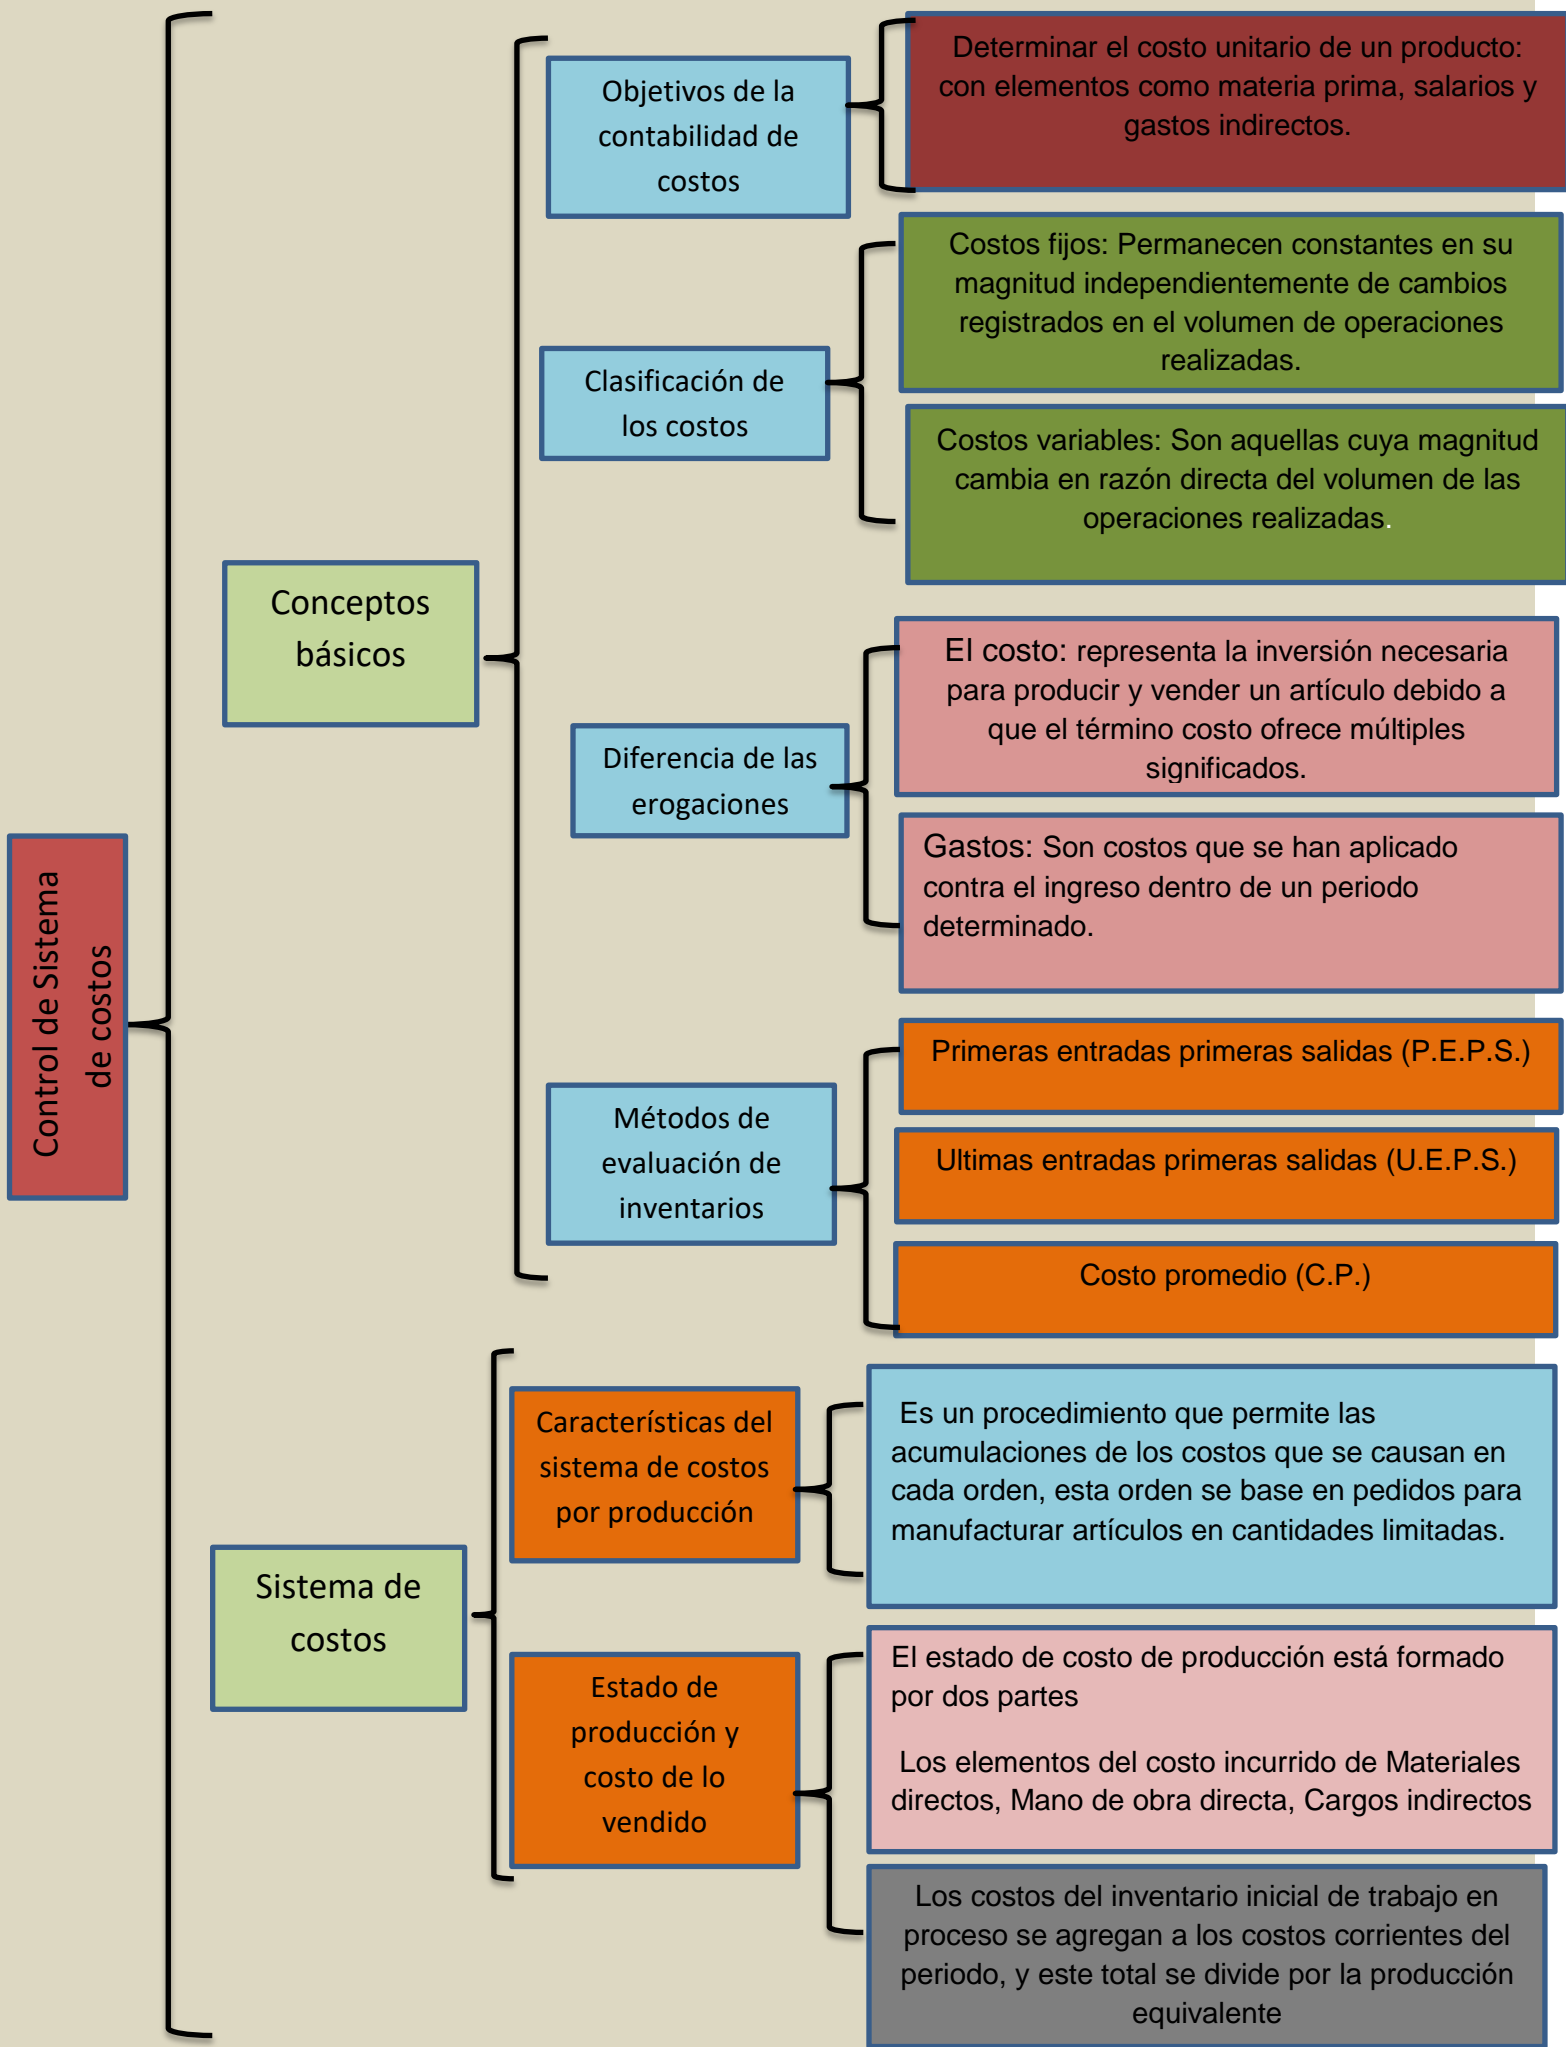 Control de Sistema
de costos
Conceptos
básicos
Objetivos de la
contabilidad de
costos
Determinar el costo unitario de un producto:
con elementos como materia prima, salarios y
gastos indirectos.
Clasificación de
los costos
Costos fijos: Permanecen constantes en su
magnitud independientemente de cambios
registrados en el volumen de operaciones
realizadas.
Costos variables: Son aquellas cuya magnitud
cambia en razón directa del volumen de las
operaciones realizadas.
Diferencia de las
erogaciones
El costo: representa la inversión necesaria
para producir y vender un artículo debido a
que el término costo ofrece múltiples
significados.
Gastos: Son costos que se han aplicado
contra el ingreso dentro de un periodo
determinado.
Métodos de
evaluación de
inventarios
Primeras entradas primeras salidas (P.E.P.S.)
Ultimas entradas primeras salidas (U.E.P.S.)
Costo promedio (C.P.)
Sistema de
costos
Características del
sistema de costos
por producción
Es un procedimiento que permite las
acumulaciones de los costos que se causan en
cada orden, esta orden se base en pedidos para
manufacturar artículos en cantidades limitadas.
Estado de
producción y
costo de lo
vendido
El estado de costo de producción está formado
por dos partes
Los elementos del costo incurrido de Materiales
directos, Mano de obra directa, Cargos indirectos
Los costos del inventario inicial de trabajo en
proceso se agregan a los costos corrientes del
periodo, y este total se divide por la producción
equivalente